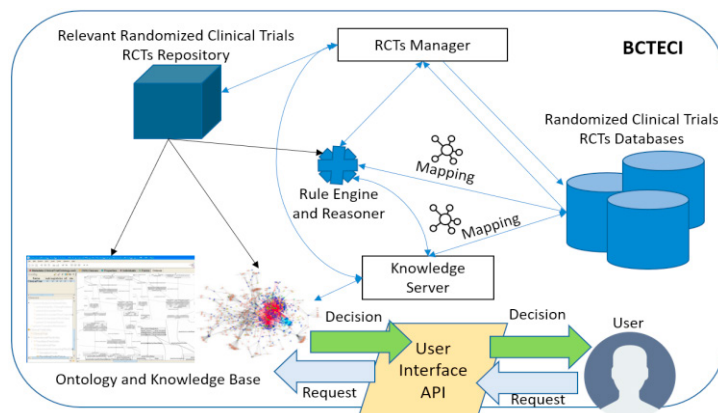 Relevant Randomized Clinical Trials
RCTs Repository
RCTs Manager
BCTECI
Randomized Clinical Trials
RCTs Databases
Mapping
Rule Engine
and Reasoner
Mapping
Knowledge
Server
Decision
Decision
User
User
Interface
API
Ontology and Knowledge Base
Request
Request